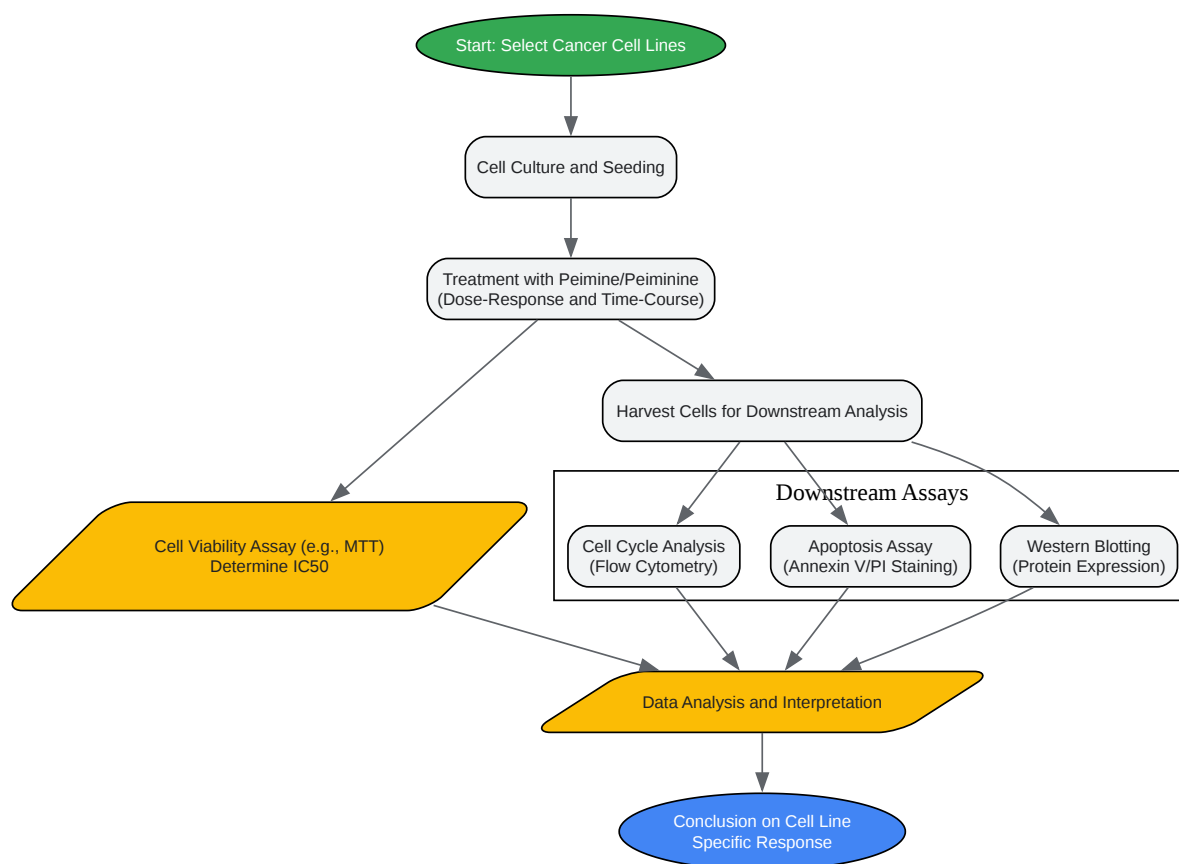 Start: Select Cancer Cell Lines
Cell Culture and Seeding
Treatment with Peimine/Peiminine
(Dose-Response and Time-Course)
Harvest Cells for Downstream Analysis
Downstream Assays
Cell Viability Assay (e.g., MTT)
Determine IC50
Cell Cycle Analysis
(Flow Cytometry)
Apoptosis Assay
(Annexin V/PI Staining)
Western Blotting
(Protein Expression)
Data Analysis and Interpretation
Conclusion on Cell Line
Specific Response